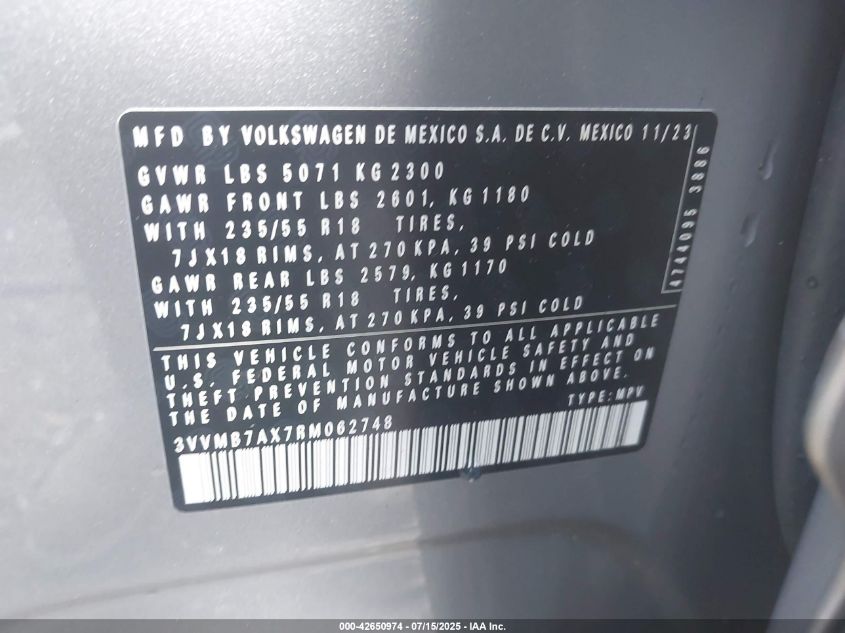 MFD BY VOLKSWAGEN DE MEXICO S.A. DE C.V. MEXICO 11/23
GVWR LBS 5071 KG 2300
GAWR FRONT LBS 2601, KG 1180
WITH 235/55 R18 TIRES,
7JX18 RIMS, AT 270 KPA, 39 PSI COLD
GAWR REAR LBS 2579, KG 1170
WITH 235/55 R18 TIRES,
7JX18 RIMS, AT 270 KPA, 39 PSI COLD
4744095 3886
THIS VEHICLE CONFORMS TO ALL APPLICABLE
U.S. FEDERAL MOTOR VEHICLE SAFETY AND
THEFT PREVENTION STANDARDS IN EFFECT ON
THE DATE OF MANUFACTURE SHOWN ABOVE.
TYPE: MPV
3VVMB7AX7RM062748
000-42650974 - 07/15/2025 - IAA Inc.